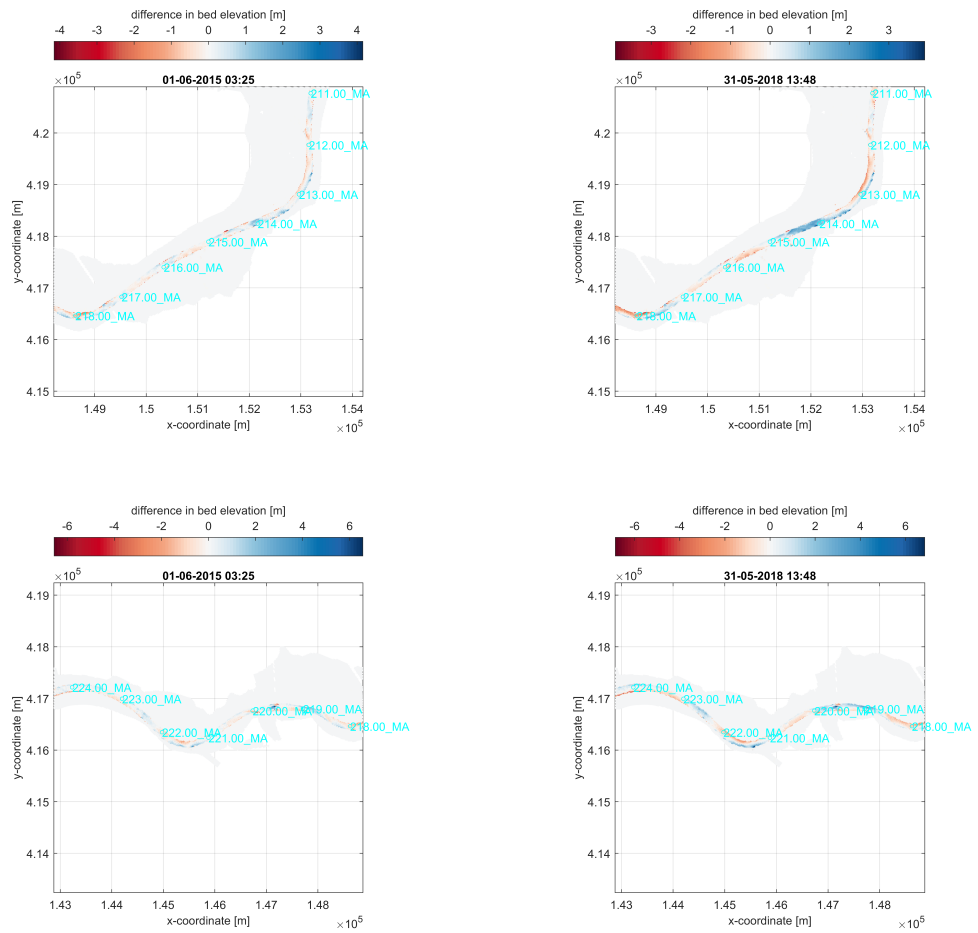 difference in bed elevation [m]
-4 -3 -2 -1 0 1 2 3 4
×10^5
01-06-2015 03:25
211.00_MA
4.2
212.00_MA
4.19
213.00_MA
214.00_MA
4.18
215.00_MA
216.00_MA
4.17
217.00_MA
218.00_MA
4.16
4.15
y-coordinate [m]
1.49 1.5 1.51 1.52 1.53 1.54
x-coordinate [m]
×10^5
difference in bed elevation [m]
-3 -2 -1 0 1 2 3
×10^5
31-05-2018 13:48
211.00_MA
4.2
212.00_MA
4.19
213.00_MA
214.00_MA
4.18
215.00_MA
216.00_MA
4.17
217.00_MA
218.00_MA
4.16
4.15
y-coordinate [m]
1.49 1.5 1.51 1.52 1.53 1.54
x-coordinate [m]
×10^5
difference in bed elevation [m]
-6 -4 -2 0 2 4 6
×10^5
01-06-2015 03:25
4.19
4.18
224.00_MA
223.00_MA
4.17
220.00_MA
219.00_MA
222.00_MA
221.00_MA
218.00_MA
4.16
4.15
4.14
y-coordinate [m]
1.43 1.44 1.45 1.46 1.47 1.48
x-coordinate [m]
×10^5
difference in bed elevation [m]
-6 -4 -2 0 2 4 6
×10^5
31-05-2018 13:48
4.19
4.18
224.00_MA
223.00_MA
4.17
220.00_MA
219.00_MA
222.00_MA
221.00_MA
218.00_MA
4.16
4.15
4.14
y-coordinate [m]
1.43 1.44 1.45 1.46 1.47 1.48
x-coordinate [m]
×10^5